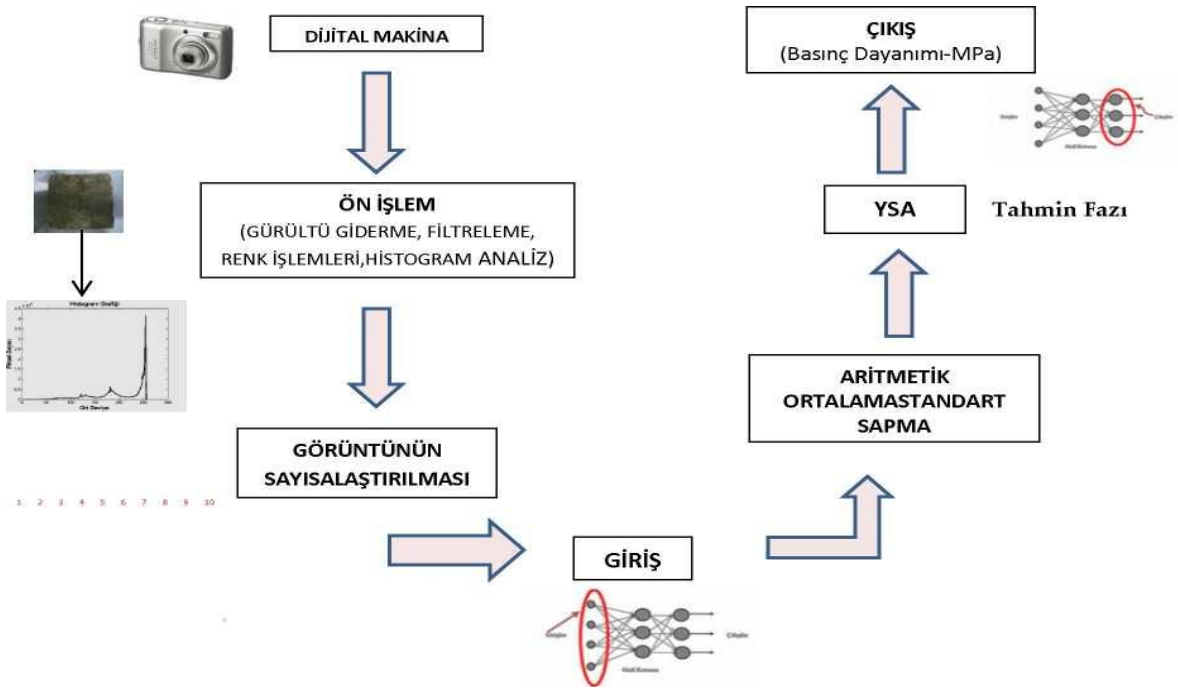 DİJİTAL MAKİNA
ÖN İŞLEM
(GÜRÜLTÜ GİDERME, FİLTRELEME,
RENK İŞLEMLERİ,HİSTOGRAM ANALİZ)
Histogram Grafiği
GÖRÜNTÜNÜN
SAYISALAŞTIRILMASI
1 2 3 4 5 6 7 8 9 10
GİRİŞ
ARİTMETİK
ORTALAMASTANDART
SAPMA
YSA
Tahmin Fazı
ÇIKIŞ
(Basınç Dayanımı-MPa)